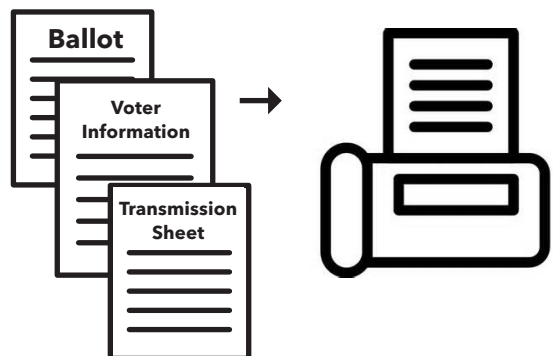 Ballot
Voter
Information
Transmission
Sheet